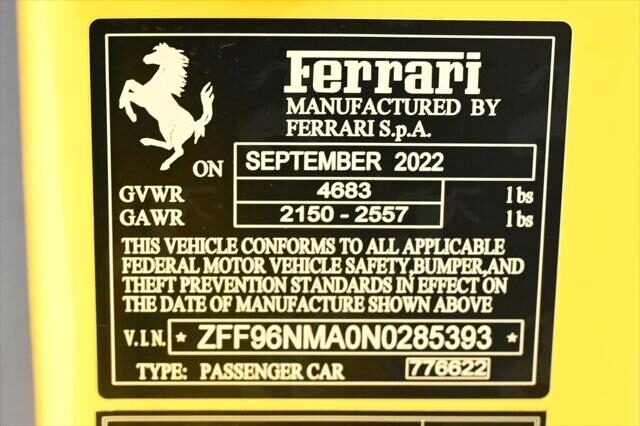 Ferrari
MANUFACTURED BY
FERRARI S.p.A.
ON SEPTEMBER 2022
GVWR 4683 lbs
GAWR 2150 - 2557 lbs
THIS VEHICLE CONFORMS TO ALL APPLICABLE
FEDERAL MOTOR VEHICLE SAFETY,BUMPER,AND
THEFT PREVENTION STANDARDS IN EFFECT ON
THE DATE OF MANUFACTURE SHOWN ABOVE
V.I.N. * ZFF96NMA0N0285393 *
TYPE: PASSENGER CAR 776622